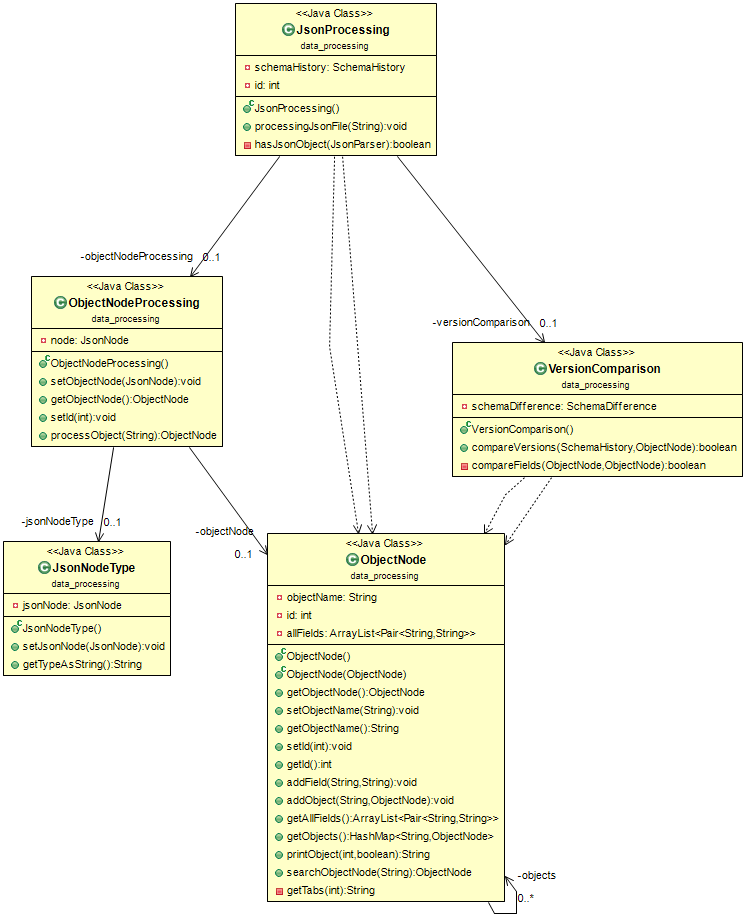 <<Java Class>>
JsonProcessing
data_processing
schemaHistory: SchemaHistory
id: int
JsonProcessing()
processingJsonFile(String):void
hasJsonObject(JsonParser):boolean
-objectNodeProcessing 0..1
<<Java Class>>
ObjectNodeProcessing
data_processing
node: JsonNode
ObjectNodeProcessing()
setObjectNode(JsonNode):void
getObjectNode():ObjectNode
setId(int):void
processObject(String):ObjectNode
-versionComparison 0..1
<<Java Class>>
VersionComparison
data_processing
schemaDifference: SchemaDifference
VersionComparison()
compareVersions(SchemaHistory,ObjectNode):boolean
compareFields(ObjectNode,ObjectNode):boolean
-jsonNodeType 0..1
<<Java Class>>
JsonNodeType
data_processing
jsonNode: JsonNode
JsonNodeType()
setJsonNode(JsonNode):void
getTypeAsString():String
-objectNode
0..1
<<Java Class>>
ObjectNode
data_processing
objectName: String
id: int
allFields: ArrayList<Pair<String,String>>
ObjectNode()
ObjectNode(ObjectNode)
getObjectNode():ObjectNode
setObjectName(String):void
getObjectName():String
setId(int):void
getId():int
addField(String,String):void
addObject(String,ObjectNode):void
getAllFields():ArrayList<Pair<String,String>>
getObjects():HashMap<String,ObjectNode>
printObject(int,boolean):String
searchObjectNode(String):ObjectNode
getTabs(int):String
-objects
0..*